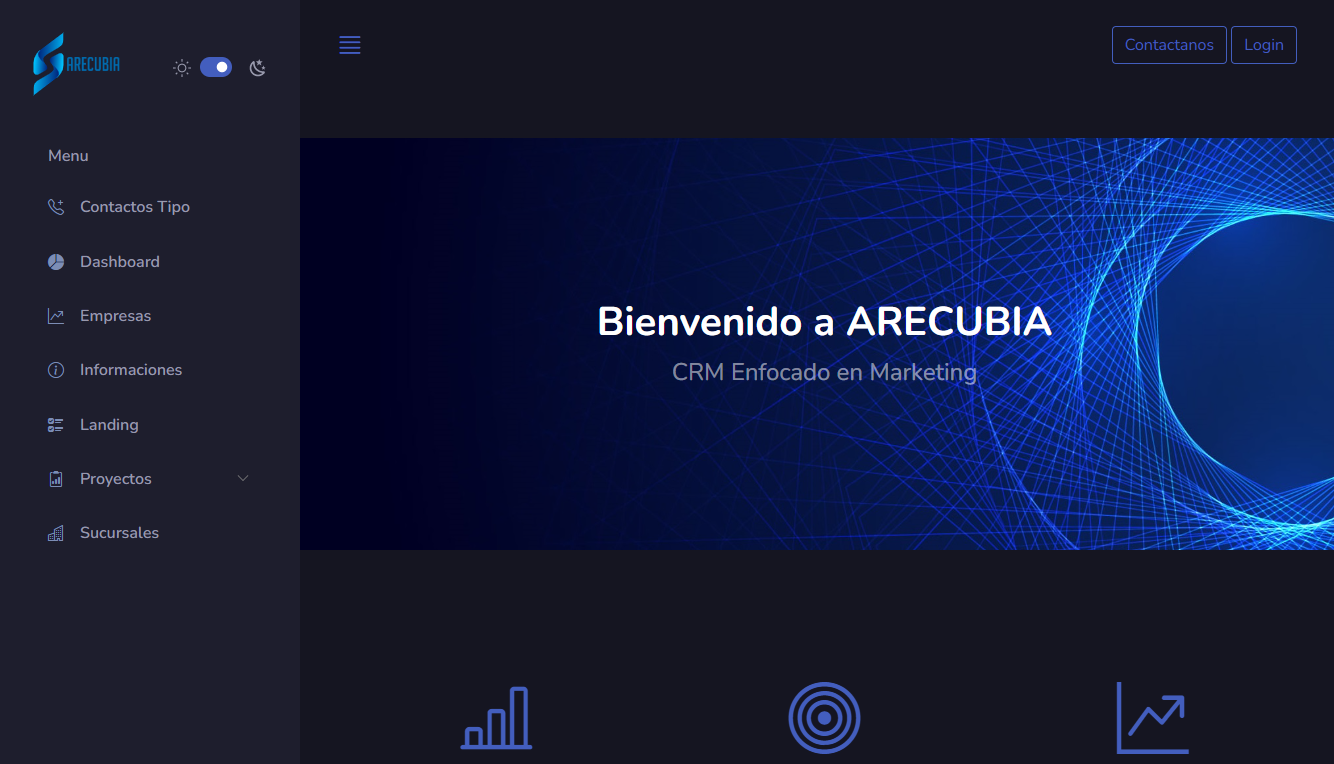 ARECUBIA
Contactanos
Login
Menu
Contactos Tipo
Dashboard
Empresas
Informaciones
Landing
Proyectos
Sucursales
Bienvenido a ARECUBIA
CRM Enfocado en Marketing